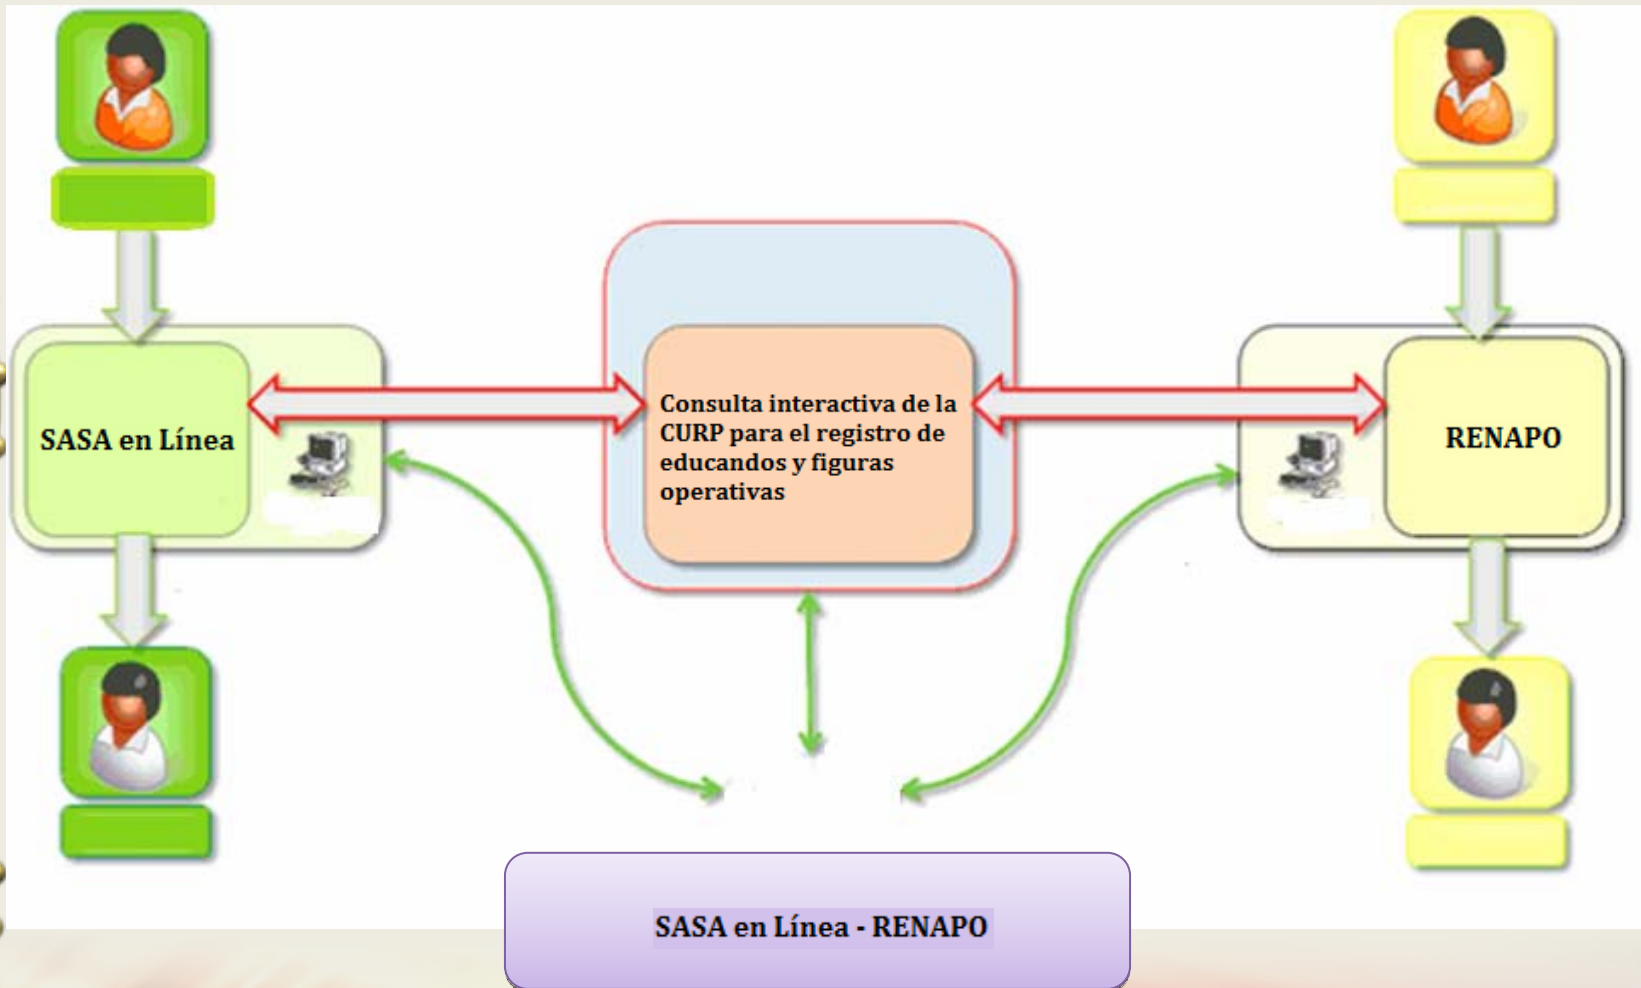 SASA en Línea
Consulta interactiva de la
CURP para el registro de
educandos y figuras
operativas
RENAPO
SASA en Línea - RENAPO